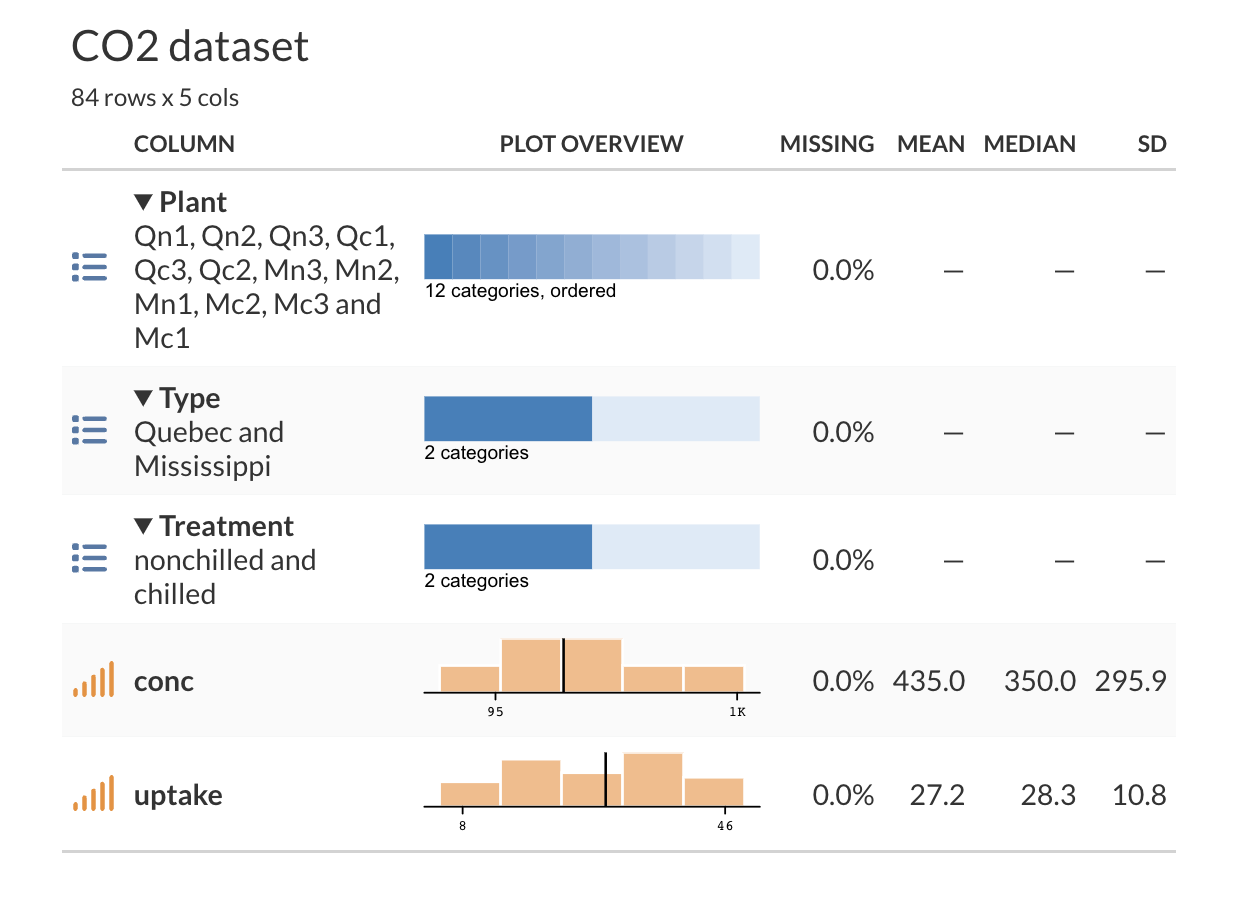 CO2 dataset
84 rows x 5 cols
COLUMN PLOT OVERVIEW MISSING MEAN MEDIAN SD
▼ Plant
Qn1, Qn2, Qn3, Qc1,
Qc3, Qc2, Mn3, Mn2,
Mn1, Mc2, Mc3 and
Mc1
12 categories, ordered
0.0% — — —
▼ Type
Quebec and
Mississippi
2 categories
0.0% — — —
▼ Treatment
nonchilled and
chilled
2 categories
0.0% — — —
conc 0.0% 435.0 350.0 295.9
95 1K
uptake 0.0% 27.2 28.3 10.8
8 46